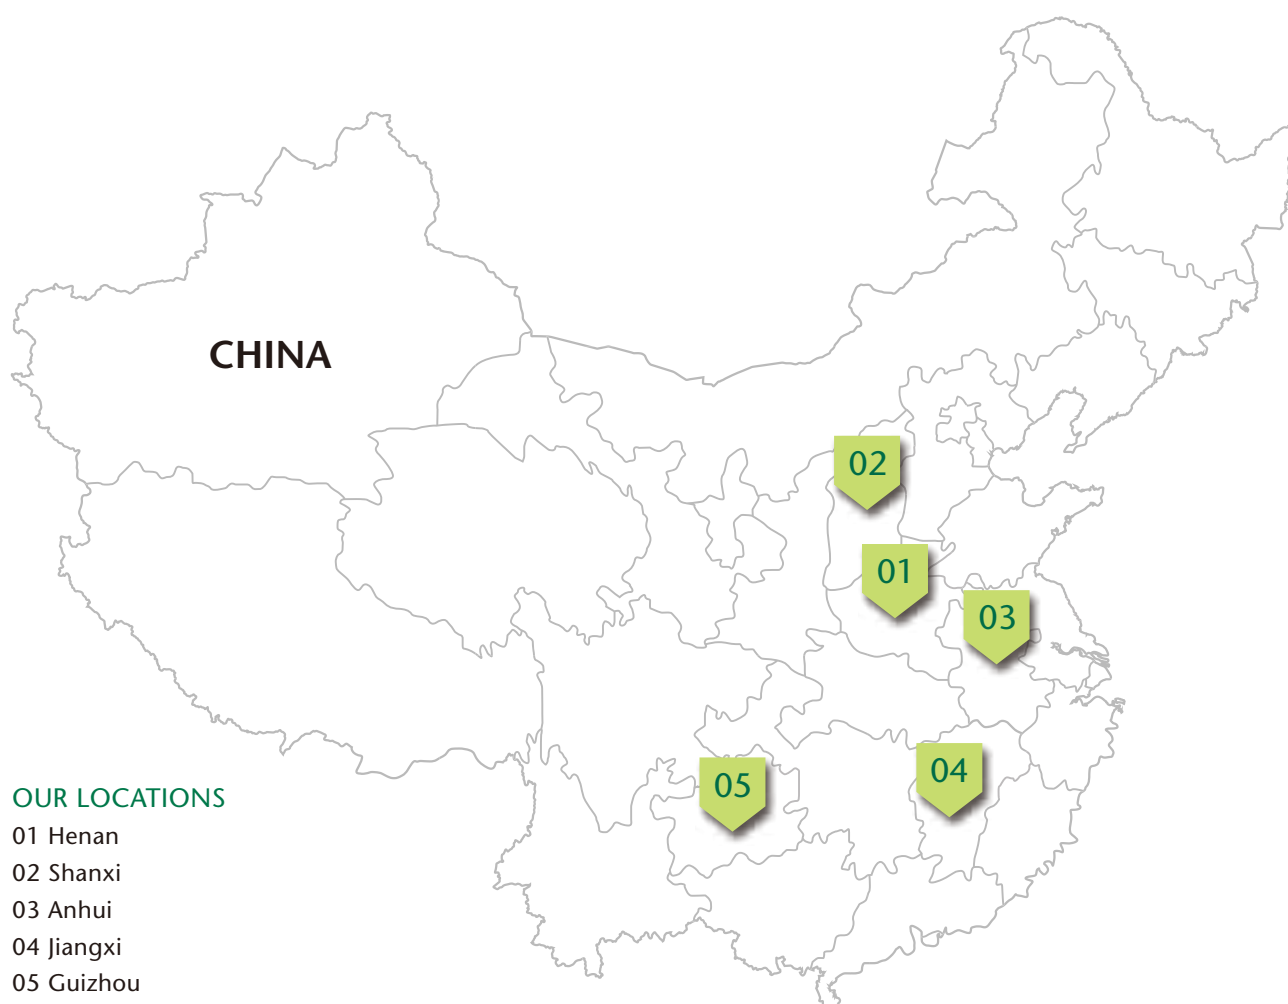 CHINA
02
01
03
04
05
OUR LOCATIONS
01 Henan
02 Shanxi
03 Anhui
04 Jiangxi
05 Guizhou